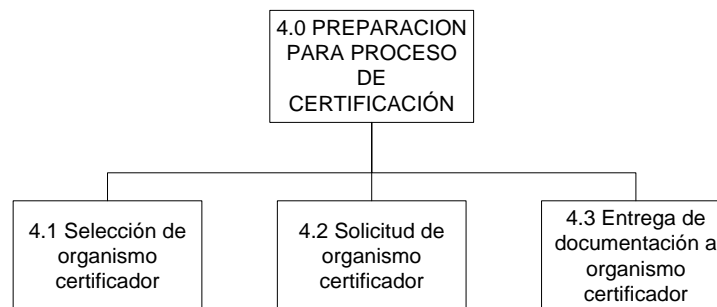 4.0 PREPARACION
PARA PROCESO
DE
CERTIFICACIÓN
4.1 Selección de
organismo
certificador
4.2 Solicitud de
organismo
certificador
4.3 Entrega de
documentación a
organismo
certificador